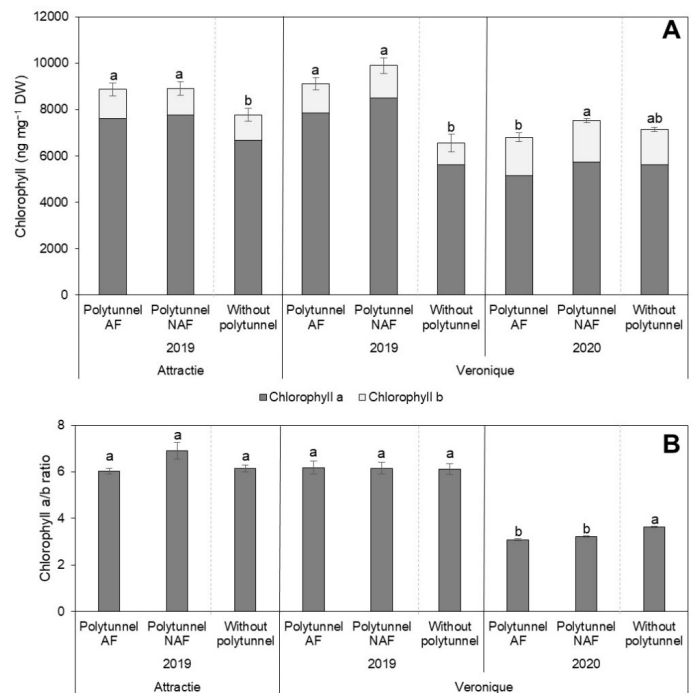 A
12000
10000
8000
6000
4000
2000
0
Chlorophyll (ng mg⁻¹ DW)
a a b a a b b a ab
Polytunnel Polytunnel Without Polytunnel Polytunnel Without Polytunnel Polytunnel Without
AF NAF polytunnel AF NAF polytunnel AF NAF polytunnel
2019 2019 2020
Attractie Veronique
Chlorophyll a Chlorophyll b
B
8
6
4
2
0
Chlorophyll a/b ratio
a a a a a a b b a
Polytunnel Polytunnel Without Polytunnel Polytunnel Without Polytunnel Polytunnel Without
AF NAF polytunnel AF NAF polytunnel AF NAF polytunnel
2019 2019 2020
Attractie Veronique